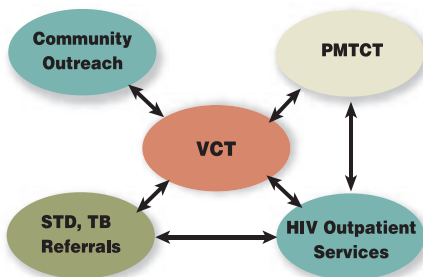 Community
Outreach
PMTCT
VCT
STD, TB
Referrals
HIV Outpatient
Services